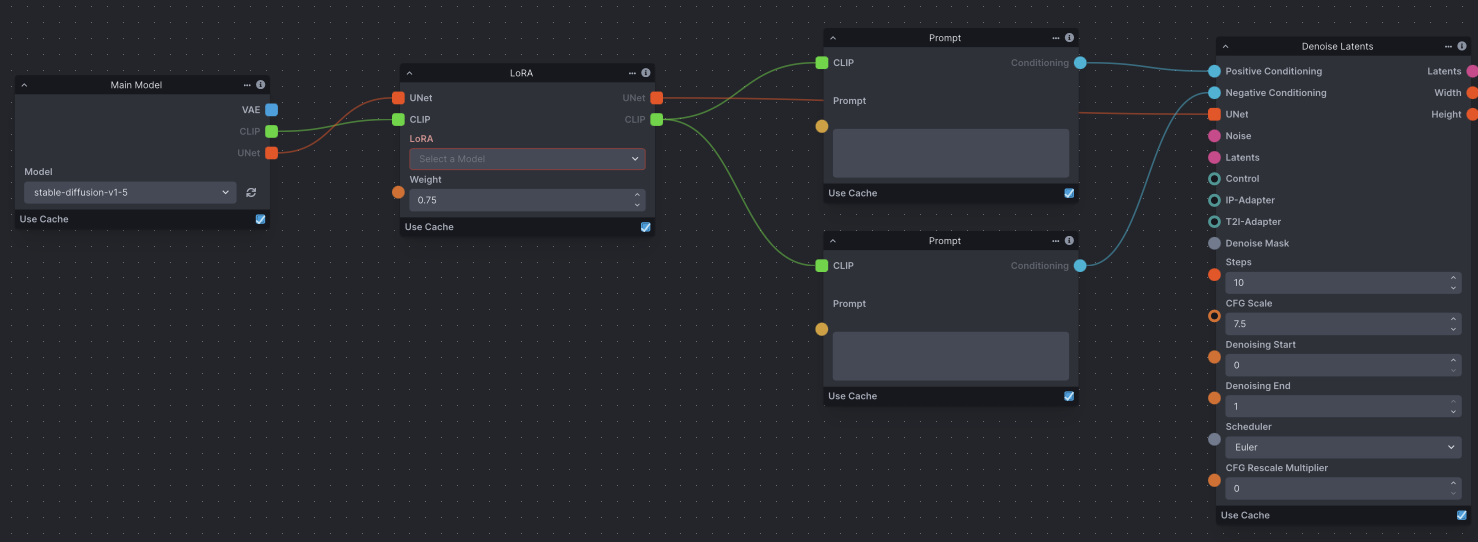 Main Model
VAE
CLIP
UNet
Model
stable-diffusion-v1-5
Use Cache
LoRA
UNet UNet
CLIP CLIP
LoRA
Select a Model
Weight
0.75
Use Cache
Prompt
CLIP Conditioning
Prompt
Use Cache
Prompt
CLIP Conditioning
Prompt
Use Cache
Denoise Latents
Positive Conditioning Latents
Negative Conditioning Width
UNet Height
Noise
Latents
Control
IP-Adapter
T2I-Adapter
Denoise Mask
Steps
10
CFG Scale
7.5
Denoising Start
0
Denoising End
1
Scheduler
Euler
CFG Rescale Multiplier
0
Use Cache